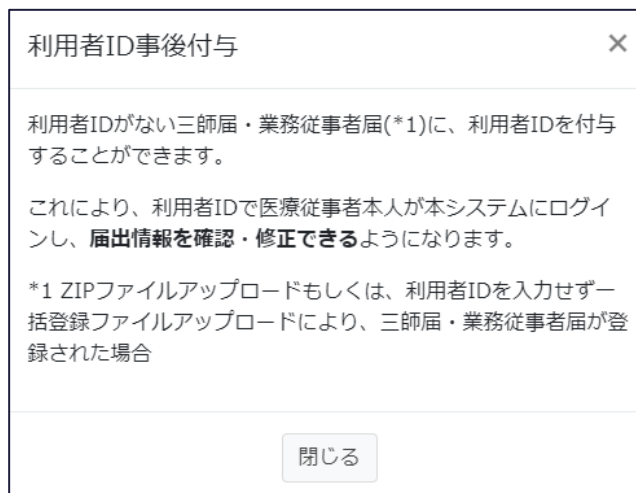 利用者ID事後付与
×
利用者IDがない三師届・業務従事者届(*1)に、利用者IDを付与
することができます。
これにより、利用者IDで医療従事者本人が本システムにログイ
ンし、届出情報を確認・修正できるようになります。
*1 ZIPファイルアップロードもしくは、利用者IDを入力せず一
括登録ファイルアップロードにより、三師届・業務従事者届が登
録された場合
閉じる